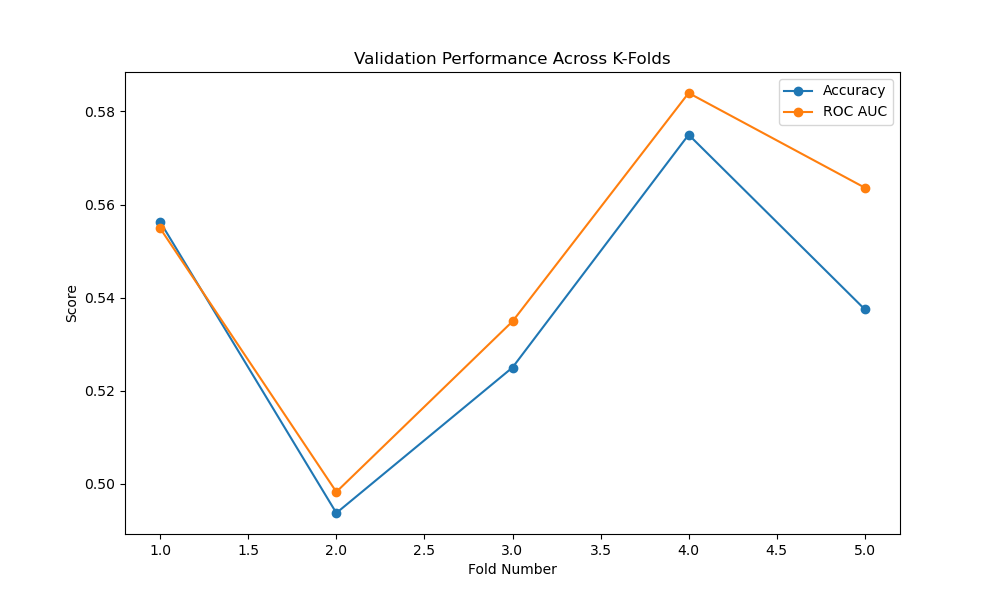 Validation Performance Across K-Folds
Accuracy
ROC AUC
0.58
0.56
0.54
0.52
0.50
Score
1.0 1.5 2.0 2.5 3.0 3.5 4.0 4.5 5.0
Fold Number